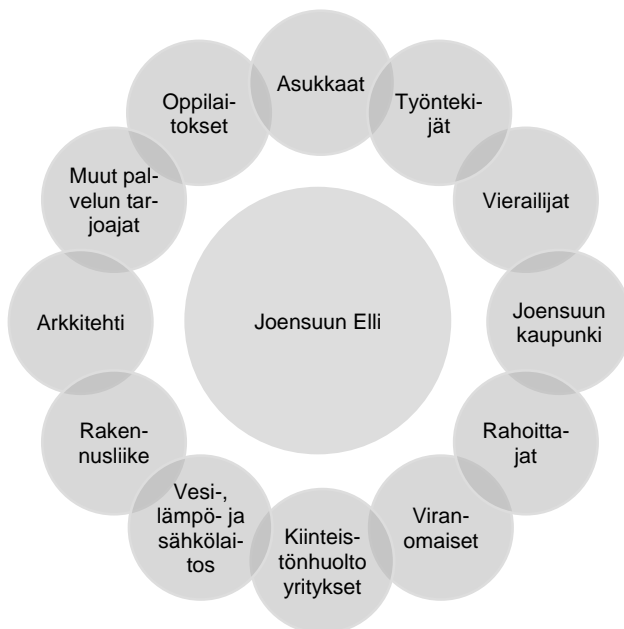 Asukkaat
Työnteki-
jät
Vierailijat
Joensuun
kaupunki
Rahoitta-
jat
Viran-
omaiset
Kiinteis-
tönhuolto
yritykset
Vesi-,
lämpö- ja
sähkölai-
tos
Raken-
nusliike
Arkkitehti
Muut pal-
velun tar-
joajat
Oppilai-
tokset
Joensuun Elli